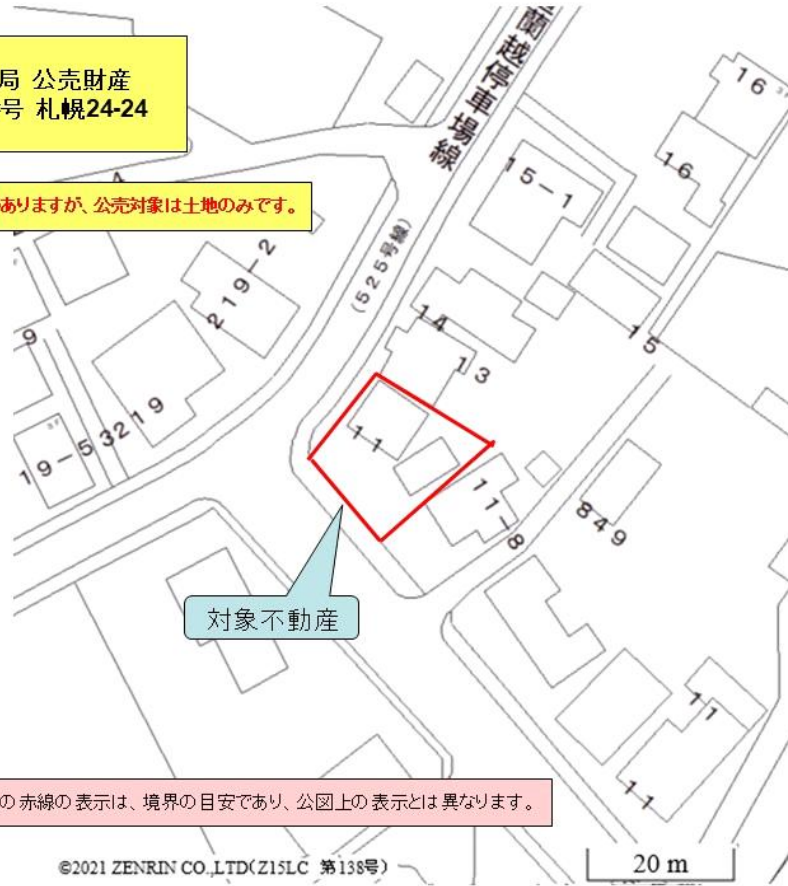 局 公売財産
号 札幌24-24
ありますが、公売対象は土地のみです。
蘭越停車場線
(525号線)
16
16
15-1
14
13
15
219-2
3219
19-5
9
11
11-8
849
11
11
対象不動産
の赤線の表示は、境界の目安であり、公図上の表示とは異なります。
©2021 ZENRIN CO.,LTD(Z15LC 第138号)
20 m